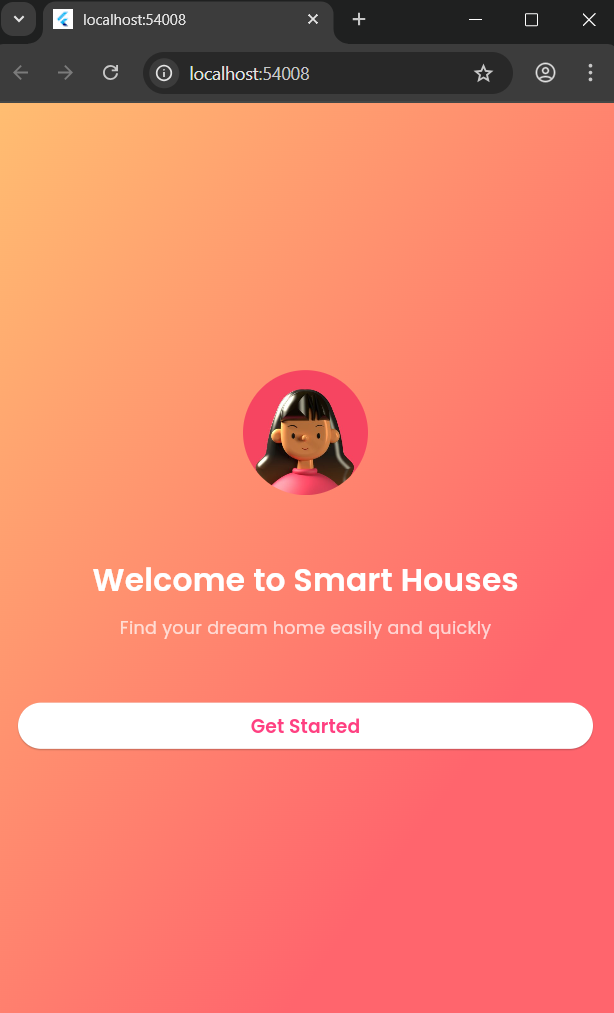 localhost:54008
localhost:54008
Welcome to Smart Houses
Find your dream home easily and quickly
Get Started